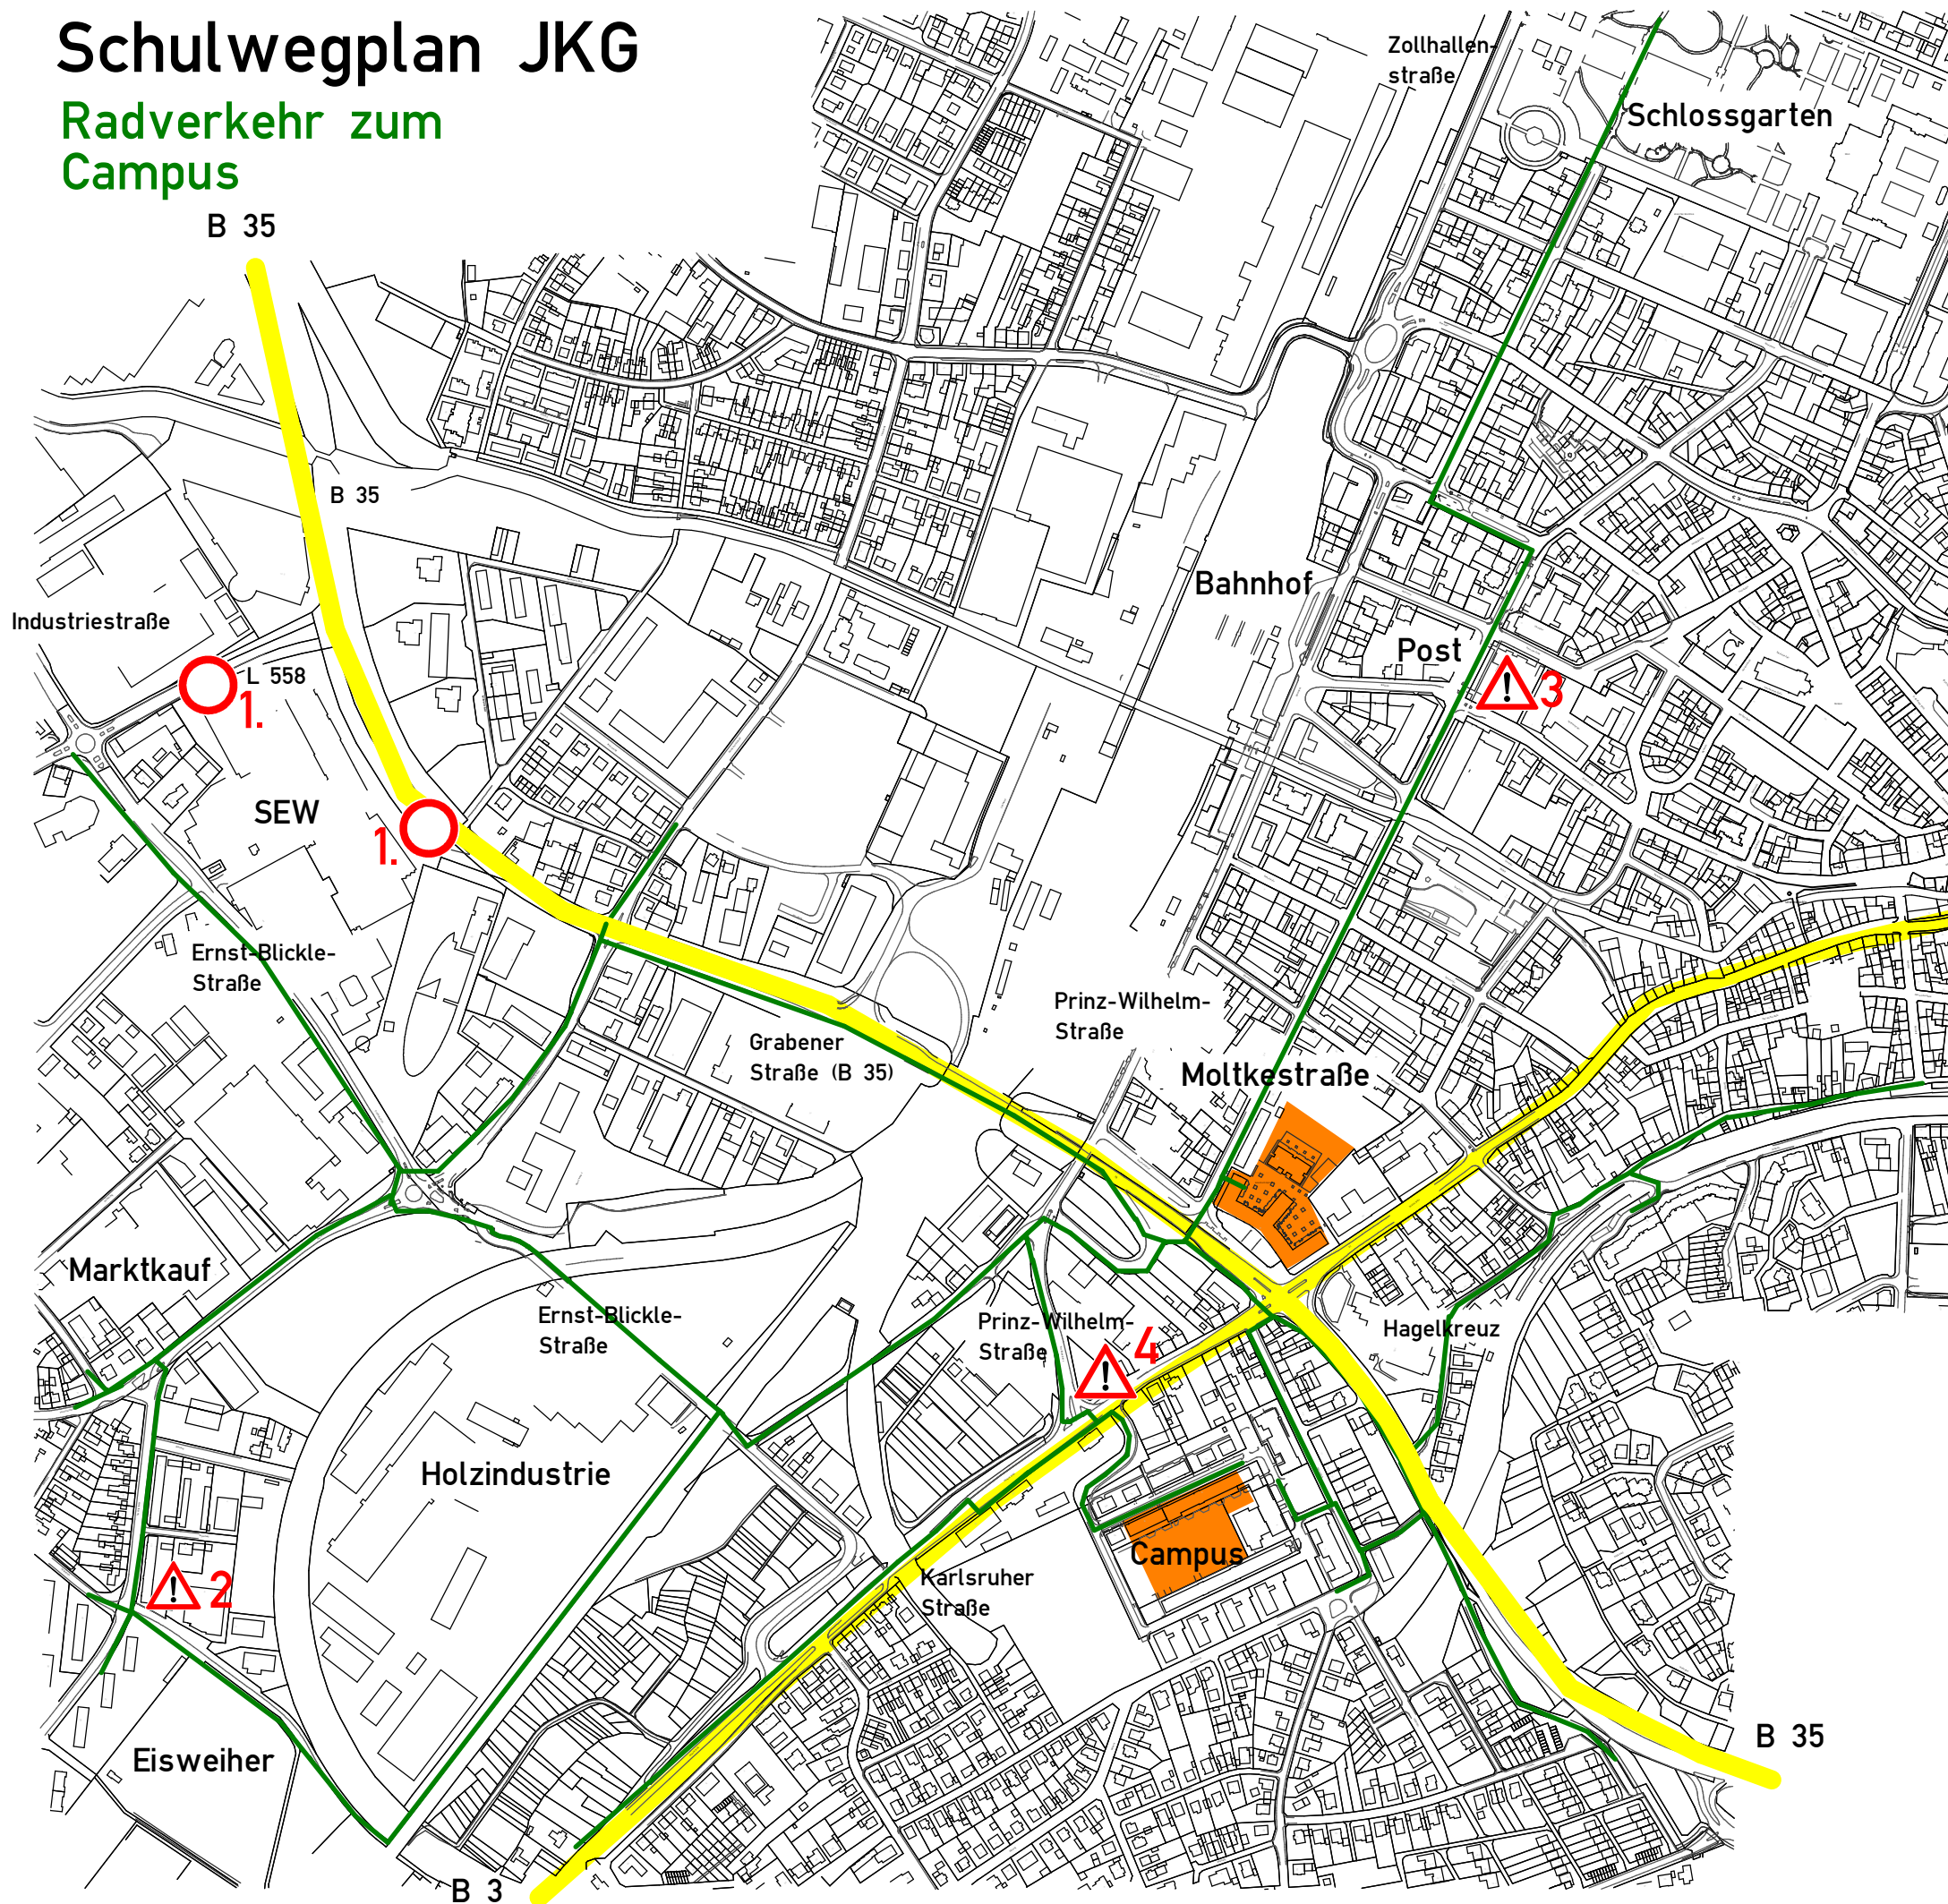 Schulwegplan JKG
Radverkehr zum
Campus
B 35
Zollhallen-
straße
Schlossgarten
B 35
Bahnhof
Industriestraße
Post
L 558
1.
3
SEW
1.
Ernst-Blickle-
Straße
Prinz-Wilhelm-
Straße
Grabener
Straße (B 35)
Moltkestraße
Marktkauf
Ernst-Blickle-
Straße
Prinz-Wilhelm-
Straße
4
Hagelkreuz
Holzindustrie
Campus
2
Karlsruher
Straße
Eisweiher
B 35
B 3